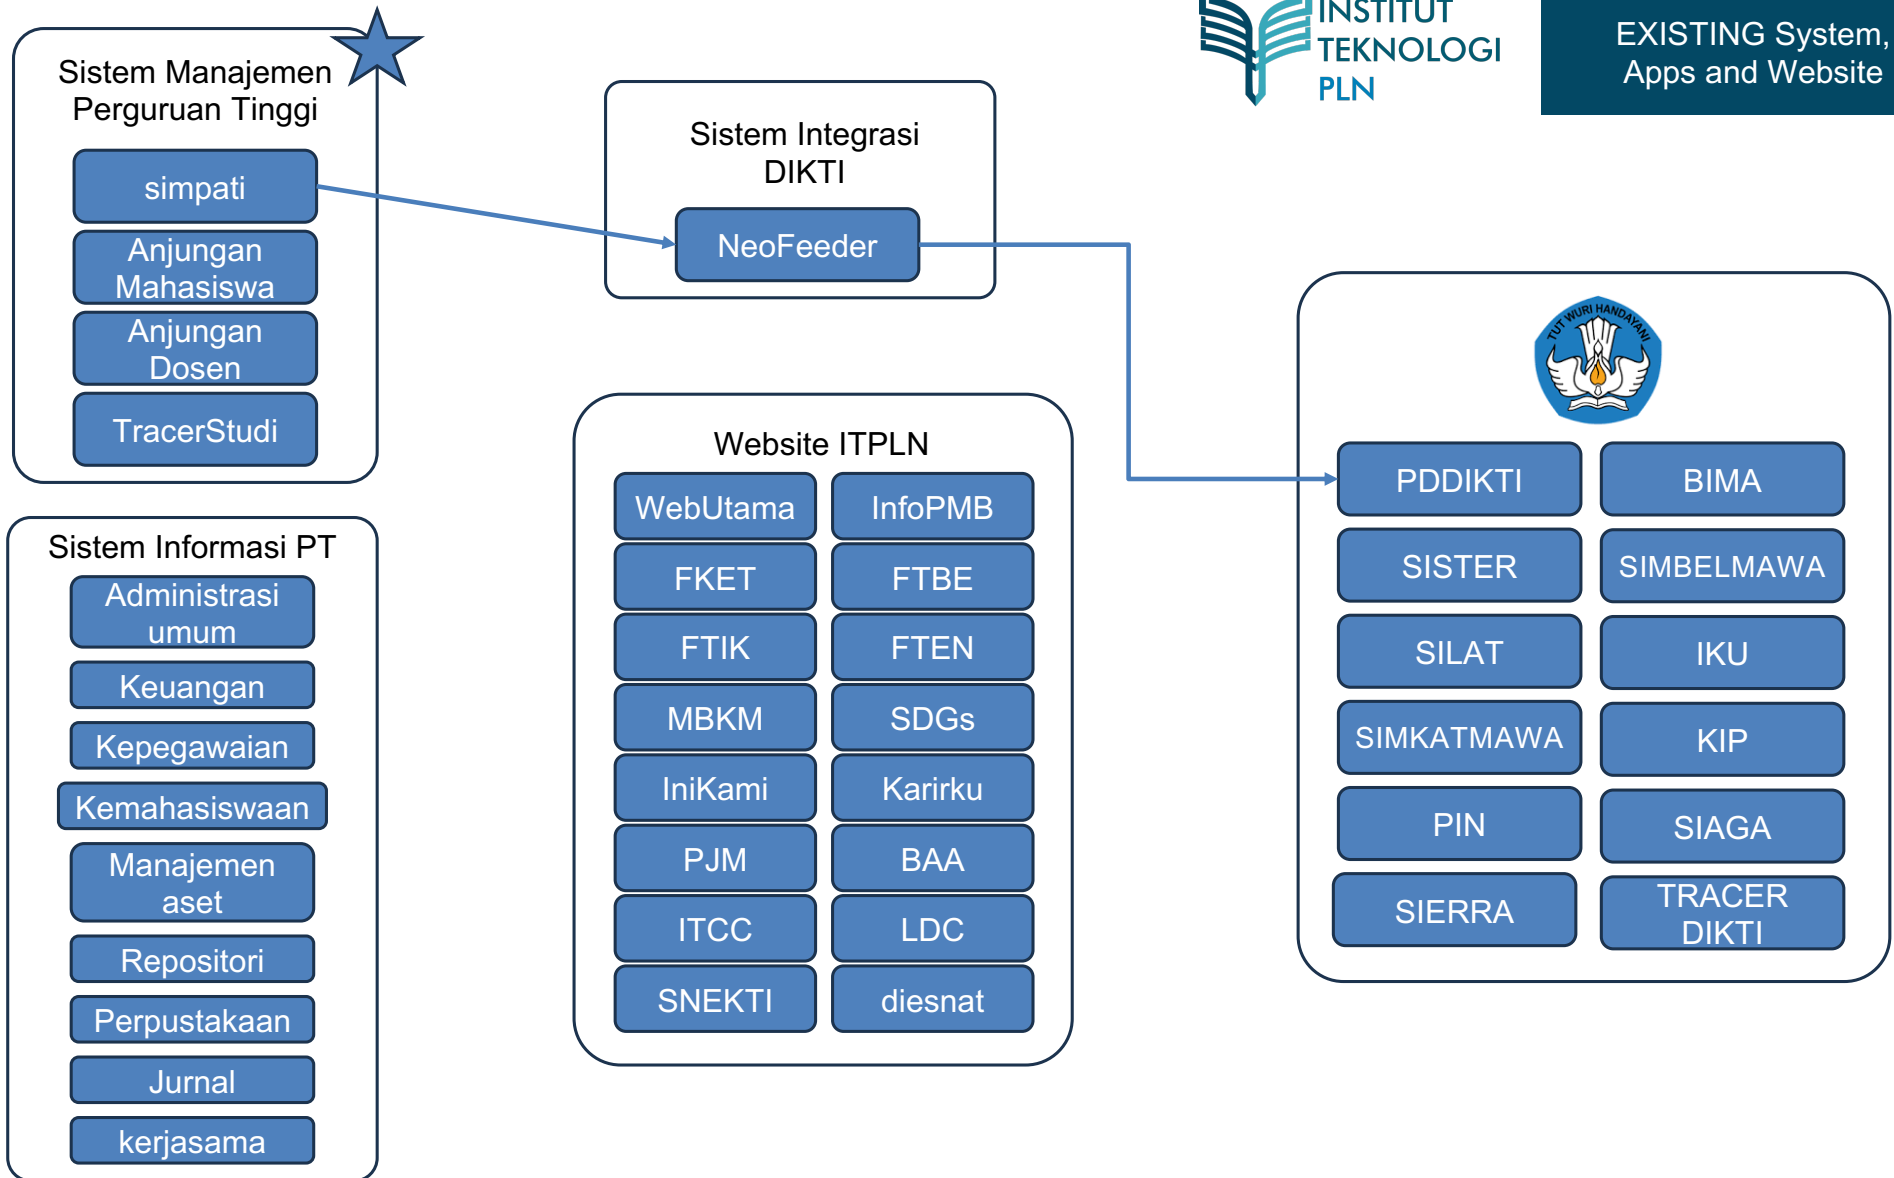 INSTITUT
TEKNOLOGI
PLN
EXISTING System,
Apps and Website
Sistem Manajemen
Perguruan Tinggi
simpati
Anjungan
Mahasiswa
Anjungan
Dosen
TracerStudi
Sistem Integrasi
DIKTI
NeoFeeder
Sistem Informasi PT
Administrasi
umum
Keuangan
Kepegawaian
Kemahasiswaan
Manajemen
aset
Repositori
Perpustakaan
Jurnal
kerjasama
Website ITPLN
WebUtama
InfoPMB
FKET
FTBE
FTIK
FTEN
MBKM
SDGs
IniKami
Karirku
PJM
BAA
ITCC
LDC
SNEKTI
diesnat
TUT WURI HANDAYANI
PDDIKTI
BIMA
SISTER
SIMBELMAWA
SILAT
IKU
SIMKATMAWA
KIP
PIN
SIAGA
SIERRA
TRACER
DIKTI